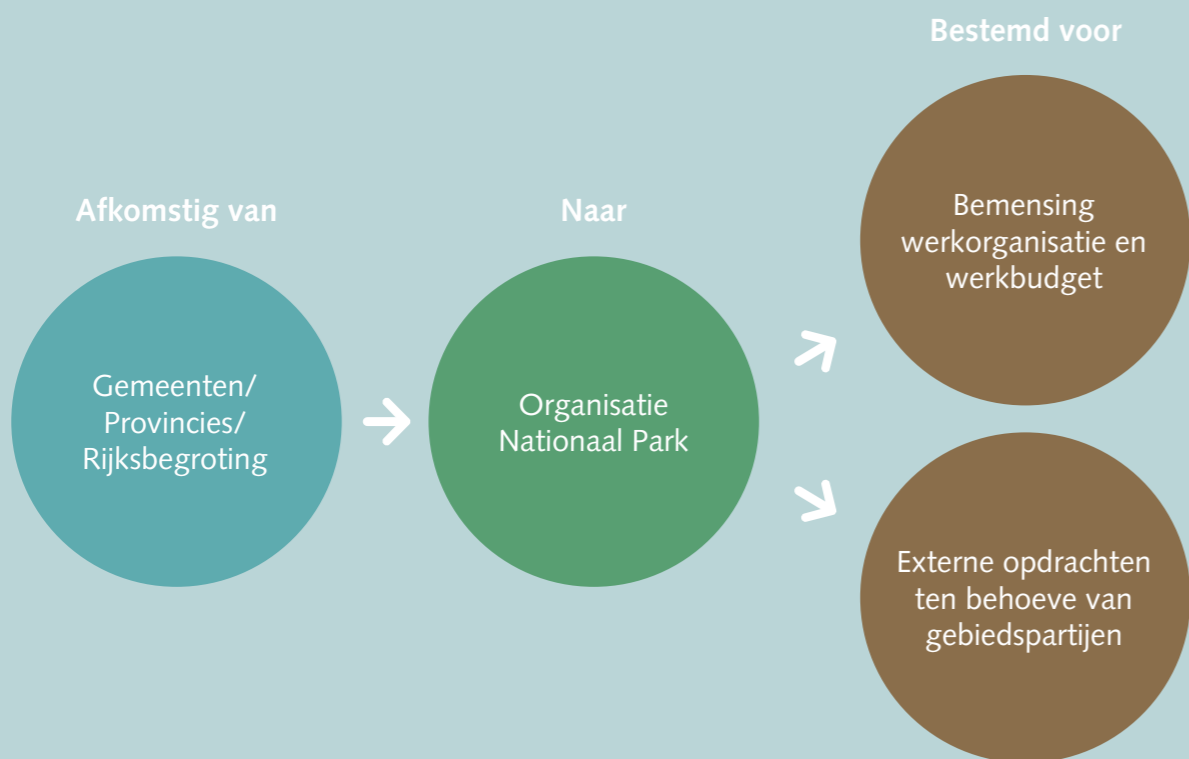 Afkomstig van
Gemeenten/
Provincies/
Rijksbegroting
Naar
Organisatie
Nationaal Park
Bestemd voor
Bemensing
werkorganisatie en
werkbudget
Externe opdrachten
ten behoeve van
gebiedspartijen